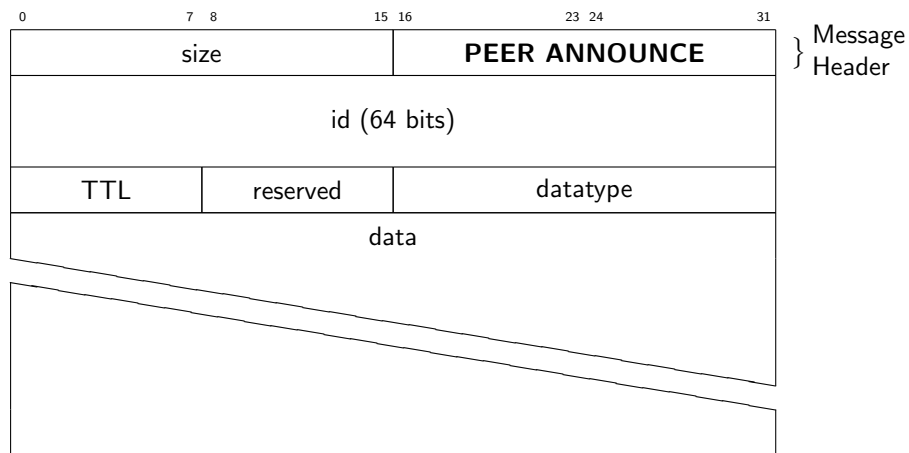 0 7 8 15 16 23 24 31
size PEER ANNOUNCE } Message
Header
id (64 bits)
TTL reserved datatype
data